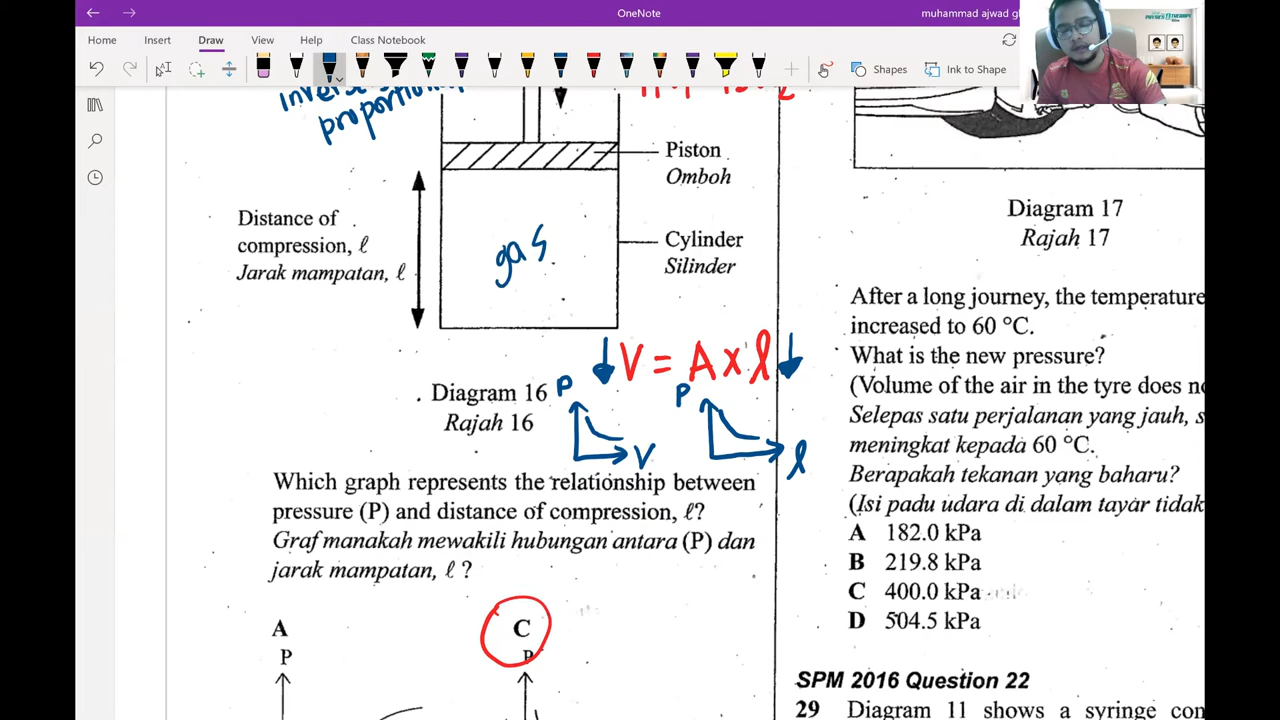 OneNote
muhammad ajwad gh
Home Insert Draw View Help Class Notebook
Shapes Ink to Shape
proportional
Piston
Omboh
Distance of
compression, ℓ
Jarak mampatan, ℓ
gas
Cylinder
Silinder
V = A x l
Diagram 16
Rajah 16
P
V
P
l
Which graph represents the relationship between
pressure (P) and distance of compression, ℓ?
Graf manakah mewakili hubungan antara (P) dan
jarak mampatan, ℓ ?
A
P
C
P
Diagram 17
Rajah 17
After a long journey, the temperature
increased to 60 °C.
What is the new pressure?
(Volume of the air in the tyre does no
Selepas satu perjalanan yang jauh, s
meningkat kepada 60 °C.
Berapakah tekanan yang baharu?
(Isi padu udara di dalam tayar tidak
A 182.0 kPa
B 219.8 kPa
C 400.0 kPa
D 504.5 kPa
SPM 2016 Question 22
29 Diagram 11 shows a syringe con